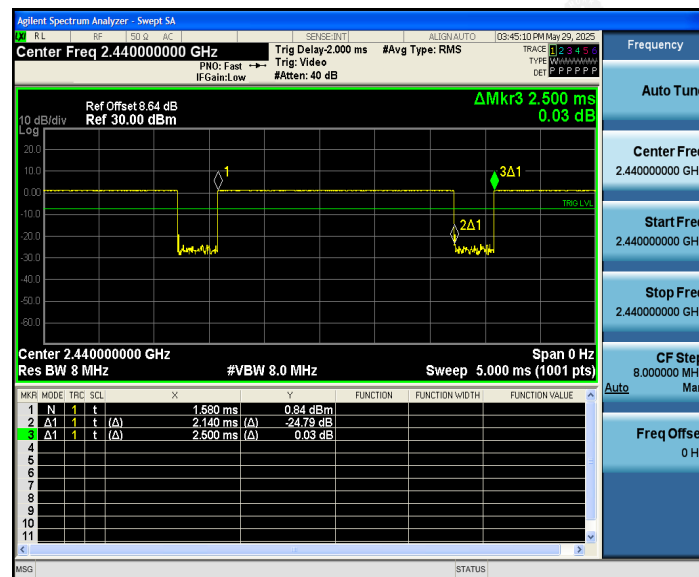 Agilent Spectrum Analyzer - Swept SA
LXI RL RF 50 Ω AC SENSE:INT ALIGNAUTO 03:45:10 PM May 29, 2025
Center Freq 2.440000000 GHz
PNO: Fast
IFGain:Low
Trig Delay-2.000 ms
Trig: Video
#Atten: 40 dB
#Avg Type: RMS
TRACE 1 2 3 4 5 6
TYPE W
DET P P P P P P
ΔMkr3 2.500 ms
0.03 dB
Ref Offset 8.64 dB
10 dB/div Ref 30.00 dBm
Log
20.0
10.0
0.00
-10.0
-20.0
-30.0
-40.0
-50.0
-60.0
1
3Δ1
TRIG LVL
2Δ1
Center 2.440000000 GHz Span 0 Hz
Res BW 8 MHz #VBW 8.0 MHz Sweep 5.000 ms (1001 pts)
MKR MODE TRC SCL X Y FUNCTION FUNCTION WIDTH FUNCTION VALUE
1 N 1 t 1.580 ms 0.84 dBm
2 Δ1 1 t (Δ) 2.140 ms (Δ) -24.79 dB
3 Δ1 1 t (Δ) 2.500 ms (Δ) 0.03 dB
4
5
6
7
8
9
10
11
MSG STATUS
Frequency
Auto Tun
Center Fre
2.440000000 GH
Start Fre
2.440000000 GH
Stop Fre
2.440000000 GH
CF Step
8.000000 MH
Auto Ma
Freq Offse
0 H